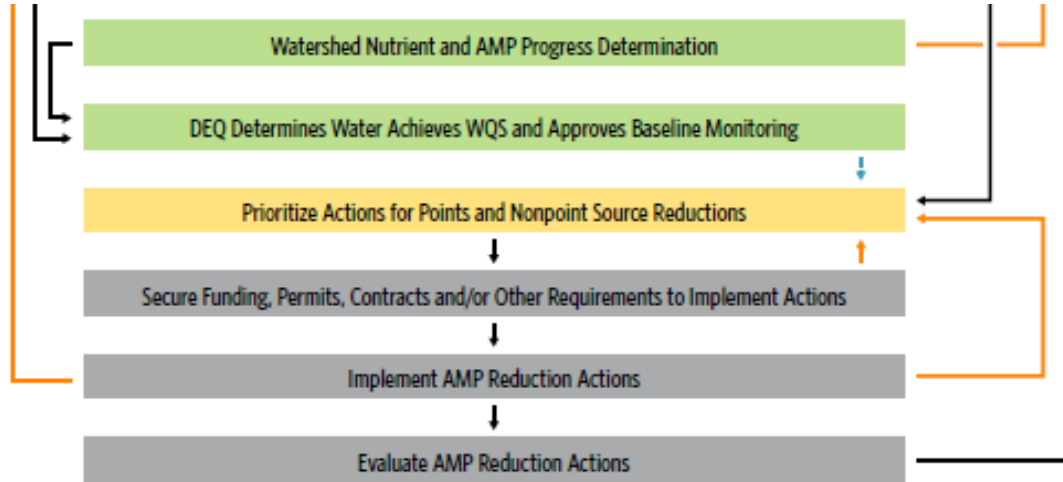 Watershed Nutrient and AMP Progress Determination
DEQ Determines Water Achieves WQS and Approves Baseline Monitoring
Prioritize Actions for Points and Nonpoint Source Reductions
Secure Funding, Permits, Contracts and/or Other Requirements to Implement Actions
Implement AMP Reduction Actions
Evaluate AMP Reduction Actions